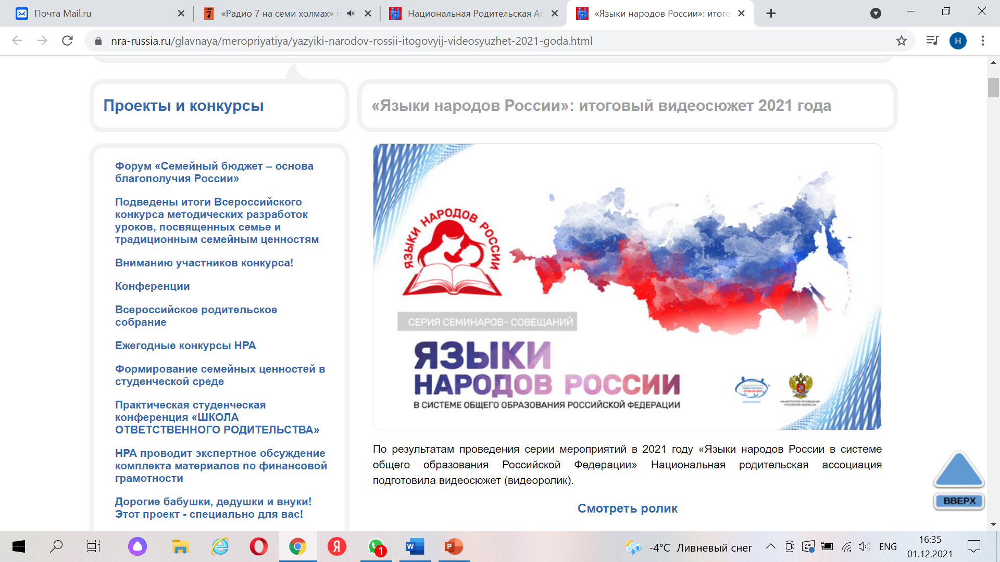 Почта Mail.ru
«Радио 7 на семи холмах»
Национальная Родительская Ас
«Языки народов России»: итого
nra-russia.ru/glavnaya/meropriyatiya/yazyiki-narodov-rossii-itogovyij-videosyuzhet-2021-goda.html
H
Проекты и конкурсы
«Языки народов России»: итоговый видеосюжет 2021 года
Форум «Семейный бюджет – основа
благополучия России»
Подведены итоги Всероссийского
конкурса методических разработок
уроков, посвященных семье и
традиционным семейным ценностям
Вниманию участников конкурса!
Конференции
Всероссийское родительское
собрание
Ежегодные конкурсы НРА
Формирование семейных ценностей в
студенческой среде
Практическая студенческая
конференция «ШКОЛА
ОТВЕТСТВЕННОГО РОДИТЕЛЬСТВА»
НРА проводит экспертное обсуждение
комплекта материалов по финансовой
грамотности
Дорогие бабушки, дедушки и внуки!
Этот проект - специально для вас!
ЯЗЫКИ НАРОДОВ РОССИИ
СЕРИЯ СЕМИНАРОВ- СОВЕЩАНИЙ
ЯЗЫКИ
НАРОДОВ РОССИИ
В СИСТЕМЕ ОБЩЕГО ОБРАЗОВАНИЯ РОССИЙСКОЙ ФЕДЕРАЦИИ
По результатам проведения серии мероприятий в 2021 году «Языки народов России в системе
общего образования Российской Федерации» Национальная родительская ассоциация
подготовила видеосюжет (видеоролик).
Смотреть ролик
ВВЕРХ
1
-4°C Ливневый снег
ENG
16:35
01.12.2021